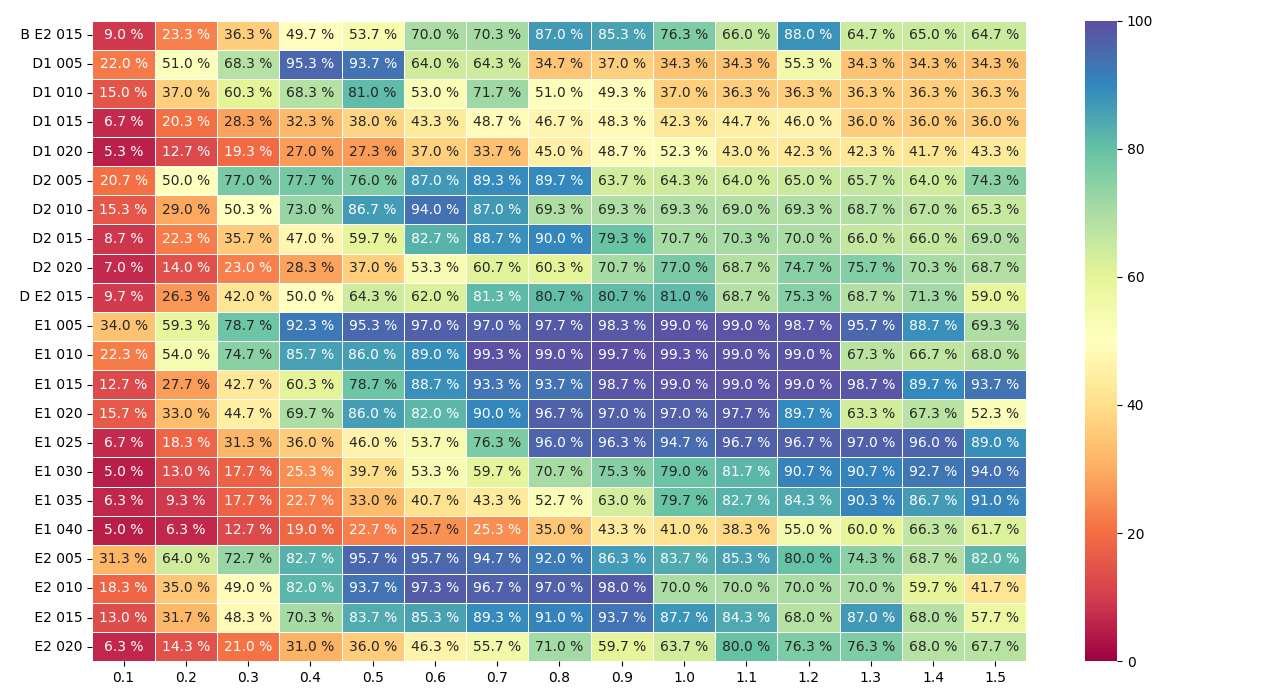 B E2 015 9.0 % 23.3 % 36.3 % 49.7 % 53.7 % 70.0 % 70.3 % 87.0 % 85.3 % 76.3 % 66.0 % 88.0 % 64.7 % 65.0 % 64.7 %
D1 005 22.0 % 51.0 % 68.3 % 95.3 % 93.7 % 64.0 % 64.3 % 34.7 % 37.0 % 34.3 % 34.3 % 55.3 % 34.3 % 34.3 % 34.3 %
D1 010 15.0 % 37.0 % 60.3 % 68.3 % 81.0 % 53.0 % 71.7 % 51.0 % 49.3 % 37.0 % 36.3 % 36.3 % 36.3 % 36.3 % 36.3 %
D1 015 6.7 % 20.3 % 28.3 % 32.3 % 38.0 % 43.3 % 48.7 % 46.7 % 48.3 % 42.3 % 44.7 % 46.0 % 36.0 % 36.0 % 36.0 %
D1 020 5.3 % 12.7 % 19.3 % 27.0 % 27.3 % 37.0 % 33.7 % 45.0 % 48.7 % 52.3 % 43.0 % 42.3 % 42.3 % 41.7 % 43.3 %
D2 005 20.7 % 50.0 % 77.0 % 77.7 % 76.0 % 87.0 % 89.3 % 89.7 % 63.7 % 64.3 % 64.0 % 65.0 % 65.7 % 64.0 % 74.3 %
D2 010 15.3 % 29.0 % 50.3 % 73.0 % 86.7 % 94.0 % 87.0 % 69.3 % 69.3 % 69.3 % 69.0 % 69.3 % 68.7 % 67.0 % 65.3 %
D2 015 8.7 % 22.3 % 35.7 % 47.0 % 59.7 % 82.7 % 88.7 % 90.0 % 79.3 % 70.7 % 70.3 % 70.0 % 66.0 % 66.0 % 69.0 %
D2 020 7.0 % 14.0 % 23.0 % 28.3 % 37.0 % 53.3 % 60.7 % 60.3 % 70.7 % 77.0 % 68.7 % 74.7 % 75.7 % 70.3 % 68.7 %
D E2 015 9.7 % 26.3 % 42.0 % 50.0 % 64.3 % 62.0 % 81.3 % 80.7 % 80.7 % 81.0 % 68.7 % 75.3 % 68.7 % 71.3 % 59.0 %
E1 005 34.0 % 59.3 % 78.7 % 92.3 % 95.3 % 97.0 % 97.0 % 97.7 % 98.3 % 99.0 % 99.0 % 98.7 % 95.7 % 88.7 % 69.3 %
E1 010 22.3 % 54.0 % 74.7 % 85.7 % 86.0 % 89.0 % 99.3 % 99.0 % 99.7 % 99.3 % 99.0 % 99.0 % 67.3 % 66.7 % 68.0 %
E1 015 12.7 % 27.7 % 42.7 % 60.3 % 78.7 % 88.7 % 93.3 % 93.7 % 98.7 % 99.0 % 99.0 % 99.0 % 98.7 % 89.7 % 93.7 %
E1 020 15.7 % 33.0 % 44.7 % 69.7 % 86.0 % 82.0 % 90.0 % 96.7 % 97.0 % 97.0 % 97.7 % 89.7 % 63.3 % 67.3 % 52.3 %
E1 025 6.7 % 18.3 % 31.3 % 36.0 % 46.0 % 53.7 % 76.3 % 96.0 % 96.3 % 94.7 % 96.7 % 96.7 % 97.0 % 96.0 % 89.0 %
E1 030 5.0 % 13.0 % 17.7 % 25.3 % 39.7 % 53.3 % 59.7 % 70.7 % 75.3 % 79.0 % 81.7 % 90.7 % 90.7 % 92.7 % 94.0 %
E1 035 6.3 % 9.3 % 17.7 % 22.7 % 33.0 % 40.7 % 43.3 % 52.7 % 63.0 % 79.7 % 82.7 % 84.3 % 90.3 % 86.7 % 91.0 %
E1 040 5.0 % 6.3 % 12.7 % 19.0 % 22.7 % 25.7 % 25.3 % 35.0 % 43.3 % 41.0 % 38.3 % 55.0 % 60.0 % 66.3 % 61.7 %
E2 005 31.3 % 64.0 % 72.7 % 82.7 % 95.7 % 95.7 % 94.7 % 92.0 % 86.3 % 83.7 % 85.3 % 80.0 % 74.3 % 68.7 % 82.0 %
E2 010 18.3 % 35.0 % 49.0 % 82.0 % 93.7 % 97.3 % 96.7 % 97.0 % 98.0 % 70.0 % 70.0 % 70.0 % 70.0 % 59.7 % 41.7 %
E2 015 13.0 % 31.7 % 48.3 % 70.3 % 83.7 % 85.3 % 89.3 % 91.0 % 93.7 % 87.7 % 84.3 % 68.0 % 87.0 % 68.0 % 57.7 %
E2 020 6.3 % 14.3 % 21.0 % 31.0 % 36.0 % 46.3 % 55.7 % 71.0 % 59.7 % 63.7 % 80.0 % 76.3 % 76.3 % 68.0 % 67.7 %
0.1 0.2 0.3 0.4 0.5 0.6 0.7 0.8 0.9 1.0 1.1 1.2 1.3 1.4 1.5
100
80
60
40
20
0